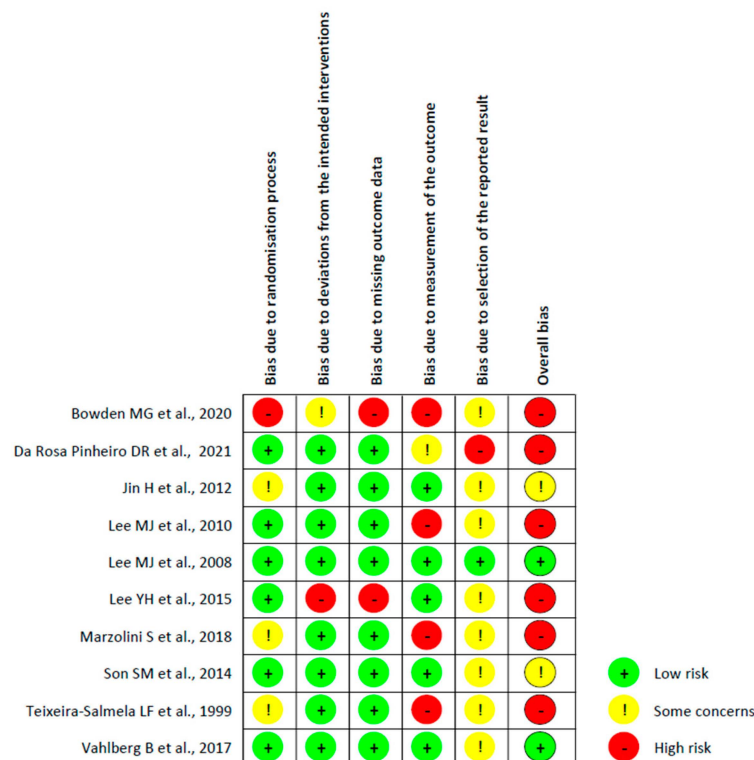 Bias due to randomisation process
Bias due to deviations from the intended interventions
Bias due to missing outcome data
Bias due to measurement of the outcome
Bias due to selection of the reported result
Overall bias
Bowden MG et al., 2020 - ! - - ! -
Da Rosa Pinheiro DR et al., 2021 + + + ! - -
Jin H et al., 2012 ! + + + ! !
Lee MJ et al., 2010 + + + - ! -
Lee MJ et al., 2008 + + + + + +
Lee YH et al., 2015 + - - + ! -
Marzolini S et al., 2018 ! + + - ! -
Son SM et al., 2014 + + + + ! !
Teixeira-Salmela LF et al., 1999 ! + + - ! -
Vahlberg B et al., 2017 + + + + ! +
+ Low risk
! Some concerns
- High risk